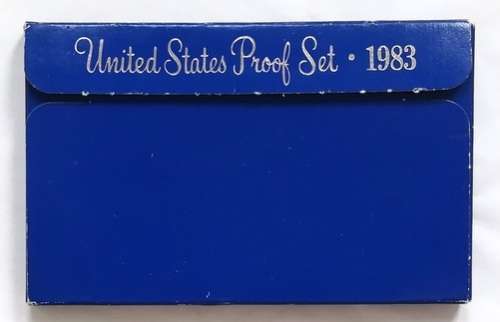 United States Proof Set · 1983